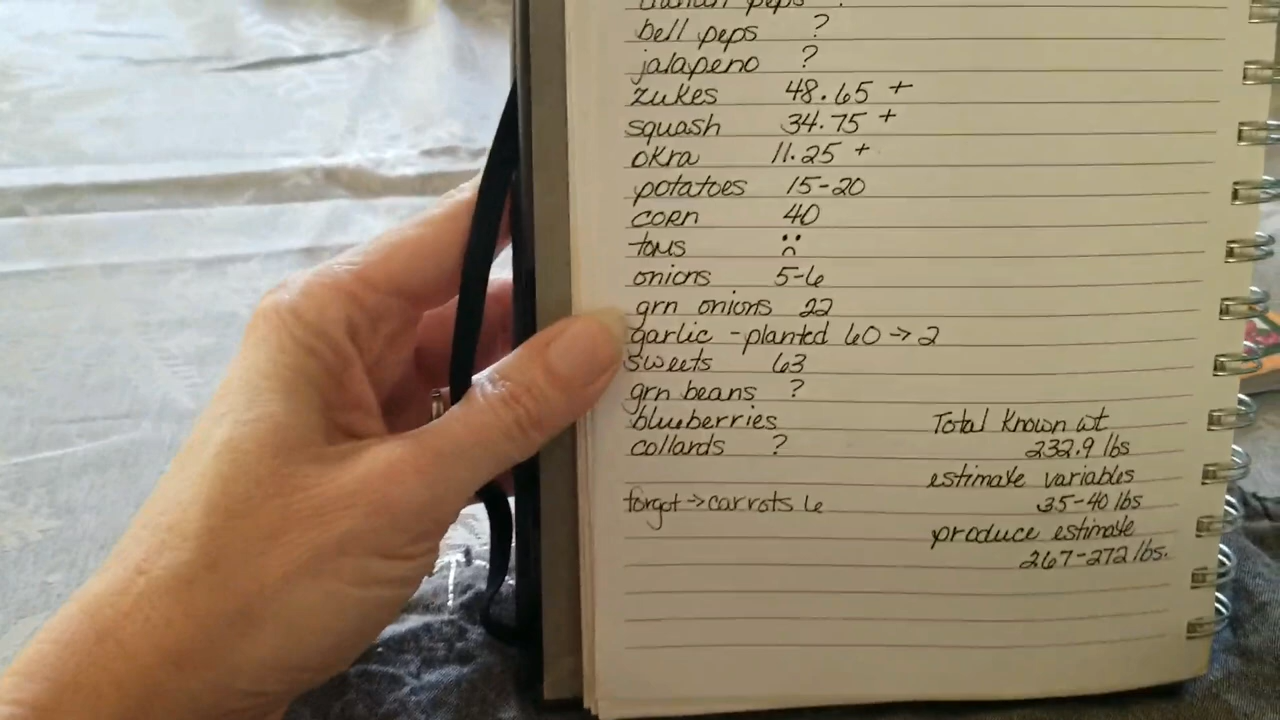 peps
bell peps ?
jalapeno ?
zukes 48.65 +
squash 34.75 +
okra 11.25 +
potatoes 15-20
corn 40
toms
onions 5-6
grn onions 22
garlic - planted 60 → 2
sweets 63
grn beans ?
blueberries
Total Known wt
collards ?
232.9 lbs
estimate variables
forgot → carrots 6
35-40 lbs
produce estimate
267-272 lbs.